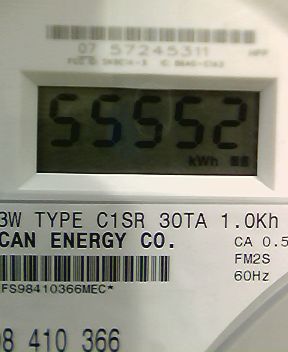 07 57245311
55552
kWh
3W TYPE C1SR 30TA 1.0Kh
CAN ENERGY CO.
CA 0.5
FM2S
60Hz
FS98410366MEC*
98 410 366